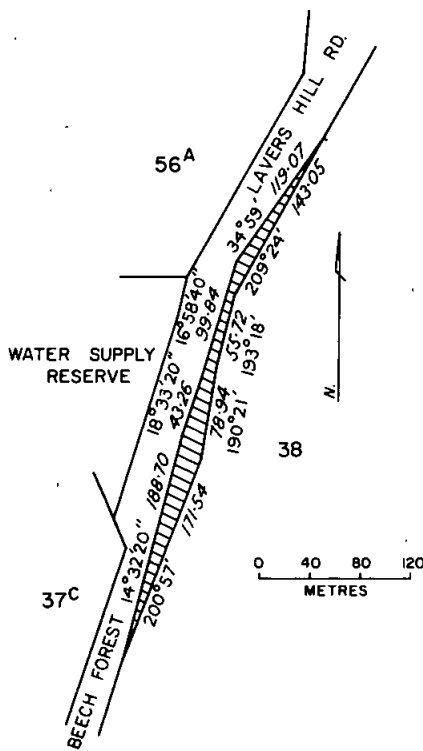 LAVERS HILL RD.
56A
34°59'
119·07
143·05
209°24'
16°58'40"
99·84
55·72
193°18'
WATER SUPPLY
RESERVE
18°33'20"
43·26
78·94
190°21'
N.
38
188·70
171·54
14°32'20"
200°57'
37C
0 40 80 120
METRES
BEECH FOREST